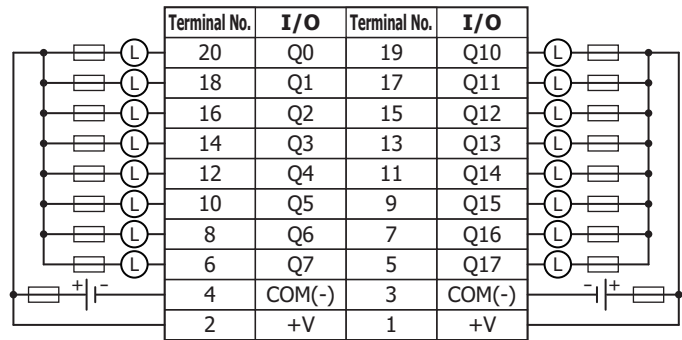 Terminal No. I/O Terminal No. I/O
L 20 Q0 19 Q10 L
L 18 Q1 17 Q11 L
L 16 Q2 15 Q12 L
L 14 Q3 13 Q13 L
L 12 Q4 11 Q14 L
L 10 Q5 9 Q15 L
L 8 Q6 7 Q16 L
L 6 Q7 5 Q17 L
+ - 4 COM(-) 3 COM(-) - +
2 +V 1 +V